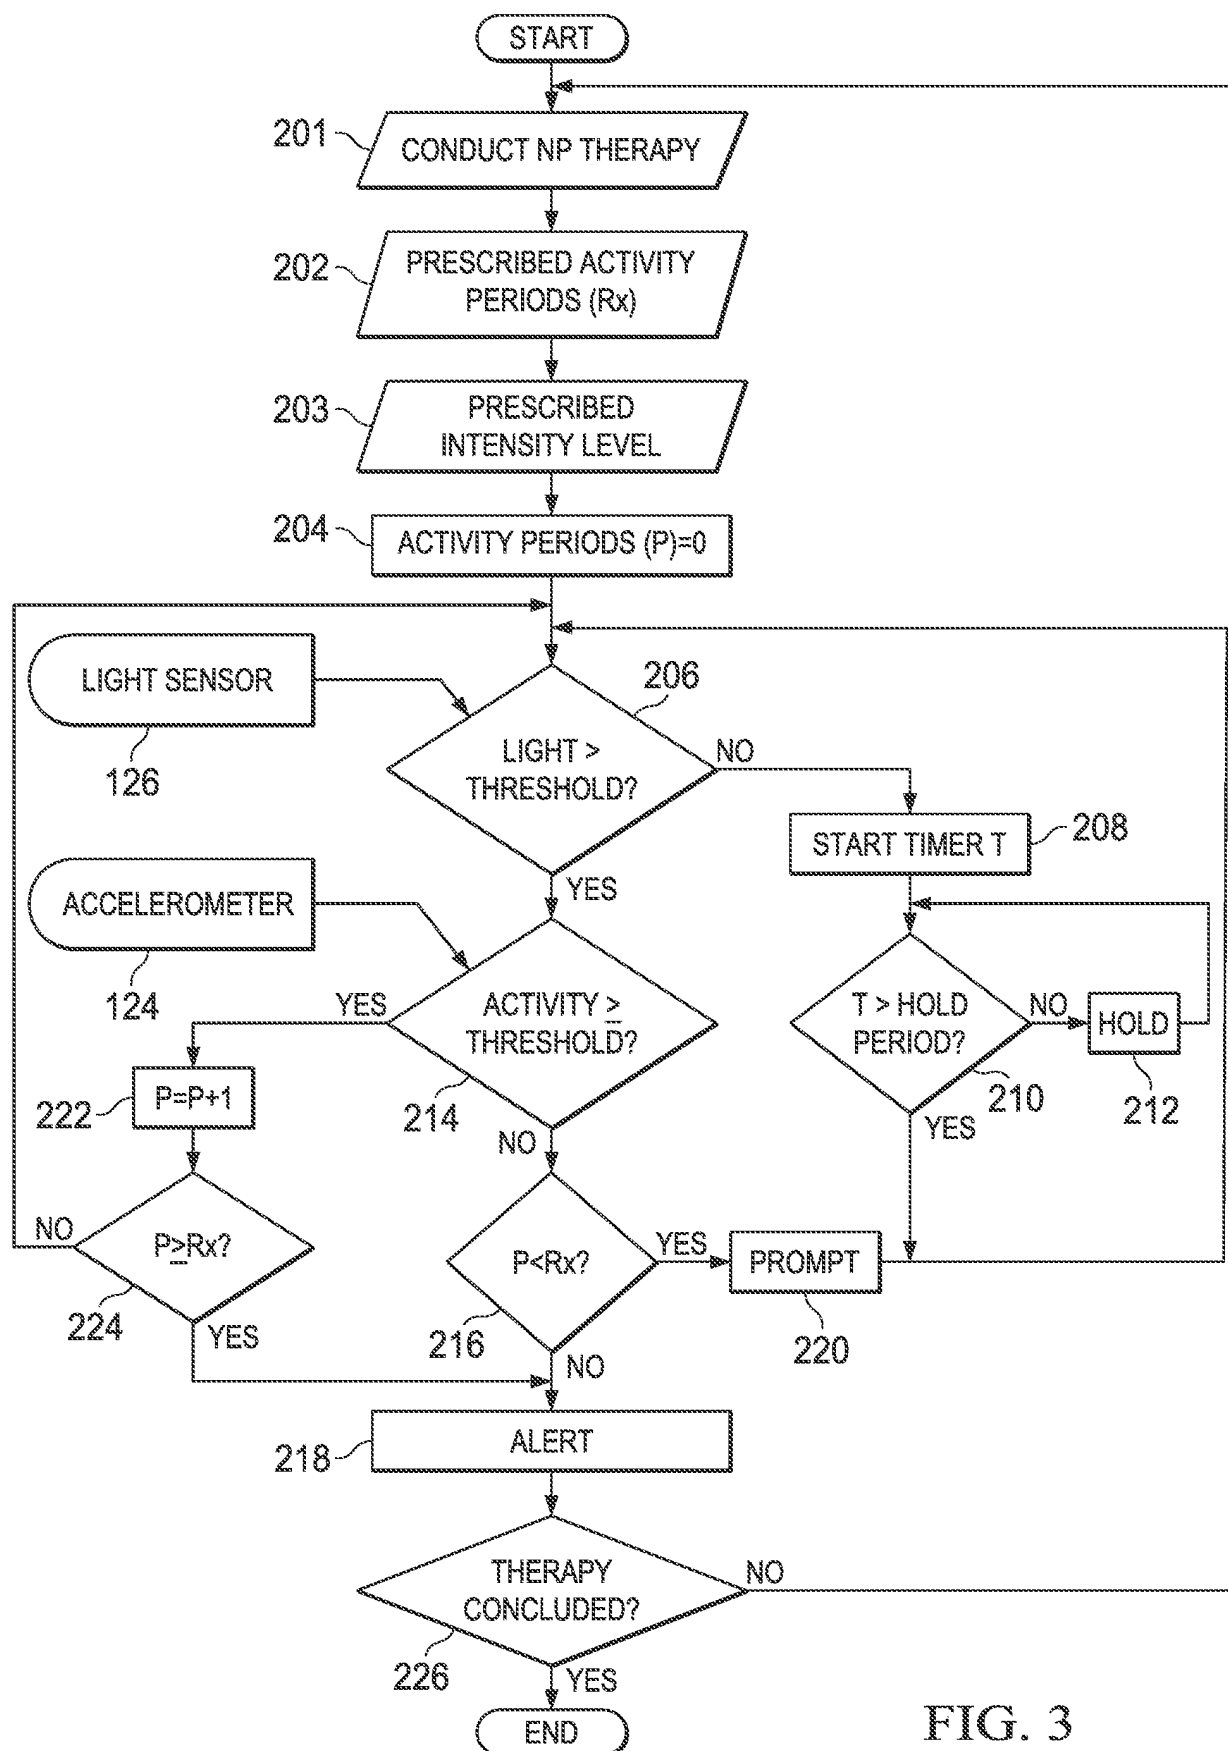 START
201
CONDUCT NP THERAPY
202
PRESCRIBED ACTIVITY
PERIODS (Rx)
203
PRESCRIBED
INTENSITY LEVEL
204
ACTIVITY PERIODS (P)=0
LIGHT SENSOR
126
206
LIGHT >
THRESHOLD?
NO
YES
START TIMER T
208
ACCELEROMETER
124
YES
ACTIVITY ≥
THRESHOLD?
214
NO
T > HOLD
PERIOD?
NO
HOLD
210
212
YES
222
P=P+1
NO
P≥Rx?
224
YES
P<Rx?
YES
PROMPT
216
220
NO
218
ALERT
THERAPY
CONCLUDED?
NO
226
YES
END
FIG. 3